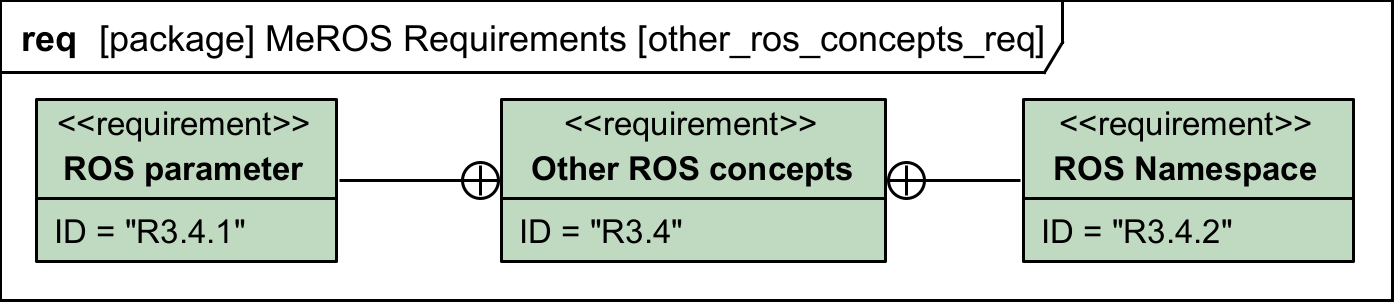 req [package] MeROS Requirements [other_ros_concepts_req]
<<requirement>>
ROS parameter
ID = "R3.4.1"
<<requirement>>
Other ROS concepts
ID = "R3.4"
<<requirement>>
ROS Namespace
ID = "R3.4.2"